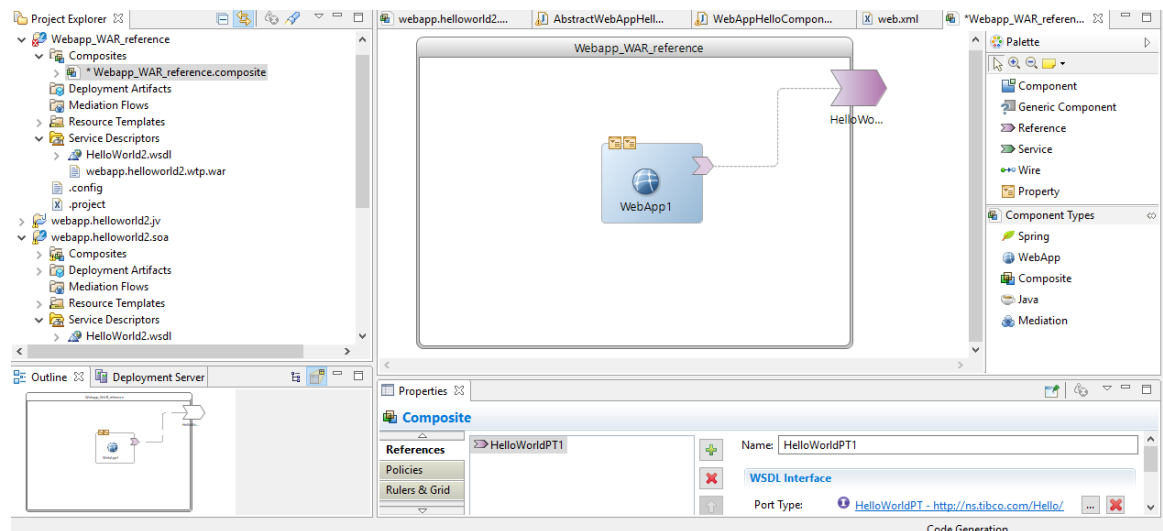 Project Explorer
Webapp_WAR_reference
Composites
* Webapp_WAR_reference.composite
Deployment Artifacts
Mediation Flows
Resource Templates
Service Descriptors
HelloWorld2.wsdl
webapp.helloworld2.wtp.war
.config
.project
webapp.helloworld2.jv
webapp.helloworld2.soa
Composites
Deployment Artifacts
Mediation Flows
Resource Templates
Service Descriptors
HelloWorld2.wsdl
webapp.helloworld2....
AbstractWebAppHell...
WebAppHelloCompon...
web.xml
*Webapp_WAR_referen...
Webapp_WAR_reference
HelloWo...
WebApp1
Palette
Component
Generic Component
Reference
Service
Wire
Property
Component Types
Spring
WebApp
Composite
Java
Mediation
Outline
Deployment Server
Properties
Composite
References
Policies
Rulers & Grid
HelloWorldPT1
Name: HelloWorldPT1
WSDL Interface
Port Type: HelloWorldPT - http://ns.tibco.com/Hello/ ...
Code Generation